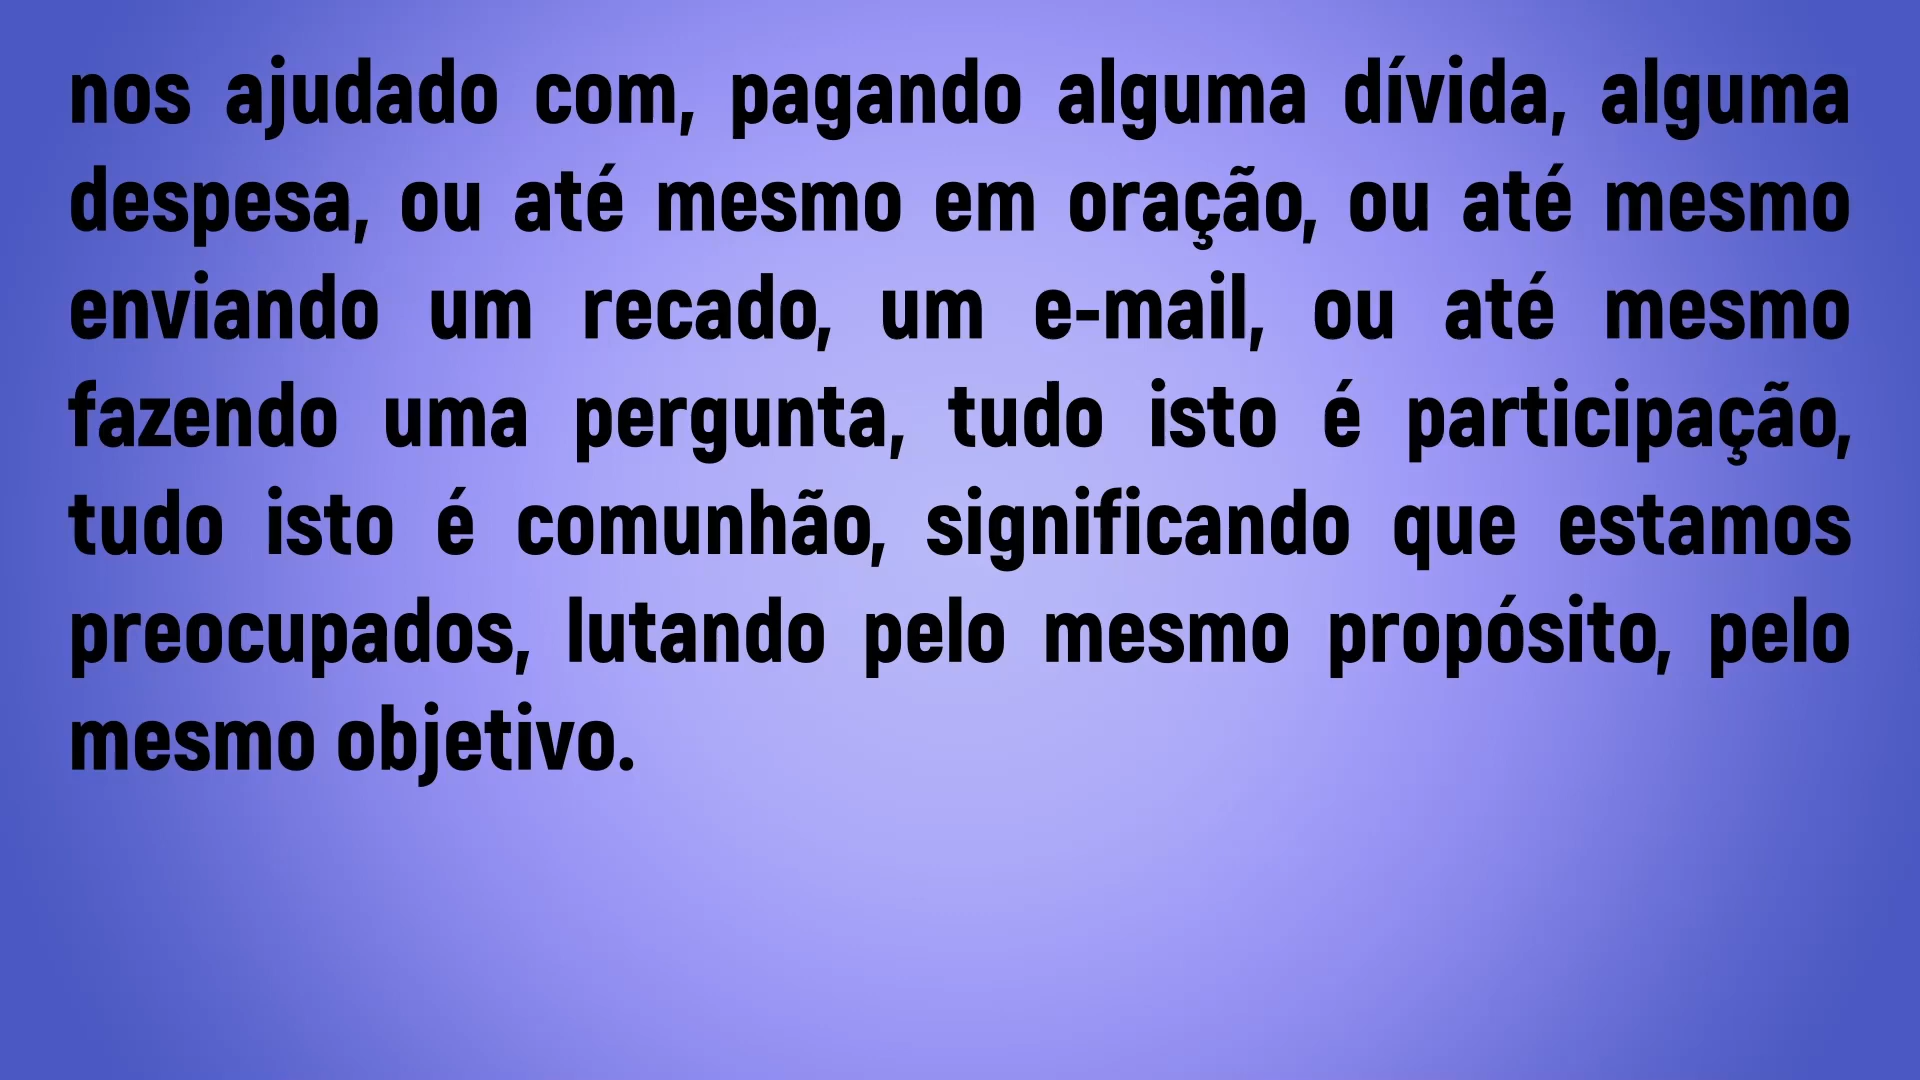 nos ajudado com, pagando alguma dívida, alguma
despesa, ou até mesmo em oração, ou até mesmo
enviando um recado, um e-mail, ou até mesmo
fazendo uma pergunta, tudo isto é participação,
tudo isto é comunhão, significando que estamos
preocupados, lutando pelo mesmo propósito, pelo
mesmo objetivo.